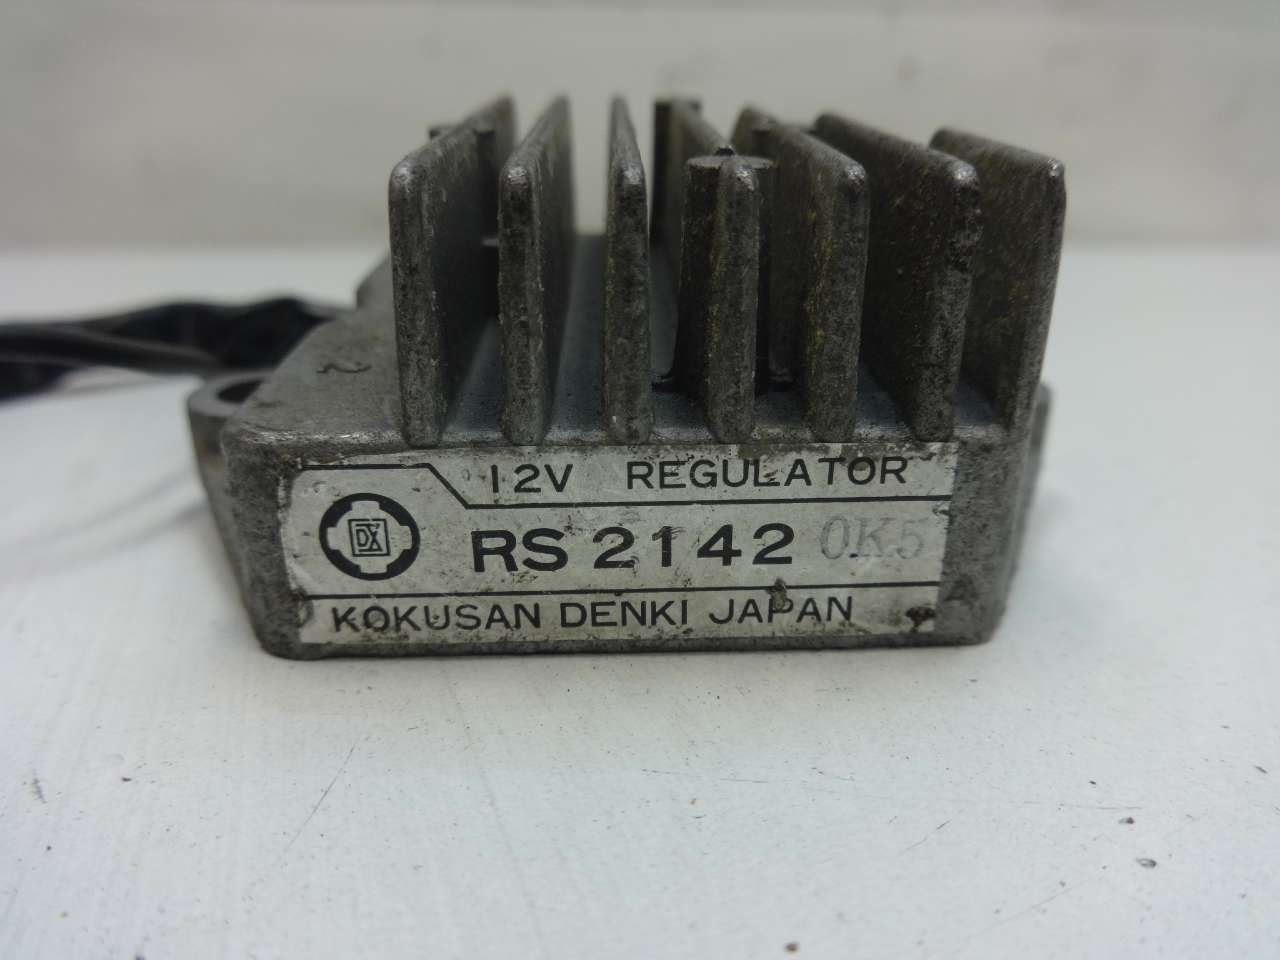 12V REGULATOR
RS 2142 0K5
KOKUSAN DENKI JAPAN